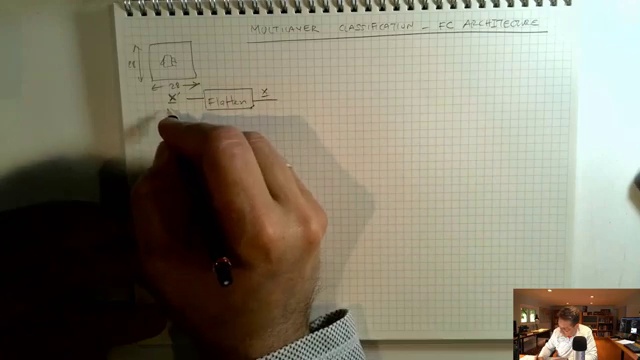 MULTILAYER CLASSIFICATION - FC ARCHITECTURE
28
28
X' Flatten X